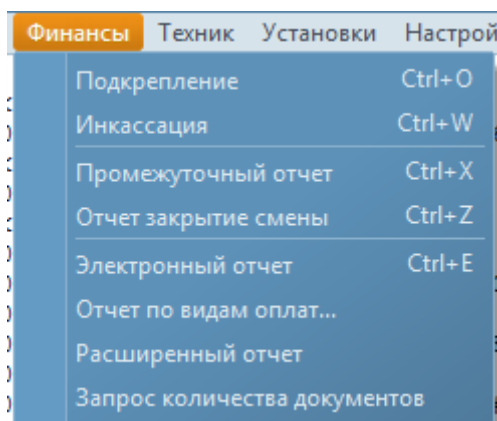 Финансы Техник Установки Настрой
Подкрепление Ctrl+O
Инкассация Ctrl+W
Промежуточный отчет Ctrl+X
Отчет закрытие смены Ctrl+Z
Электронный отчет Ctrl+E
Отчет по видам оплат...
Расширенный отчет
Запрос количества документов